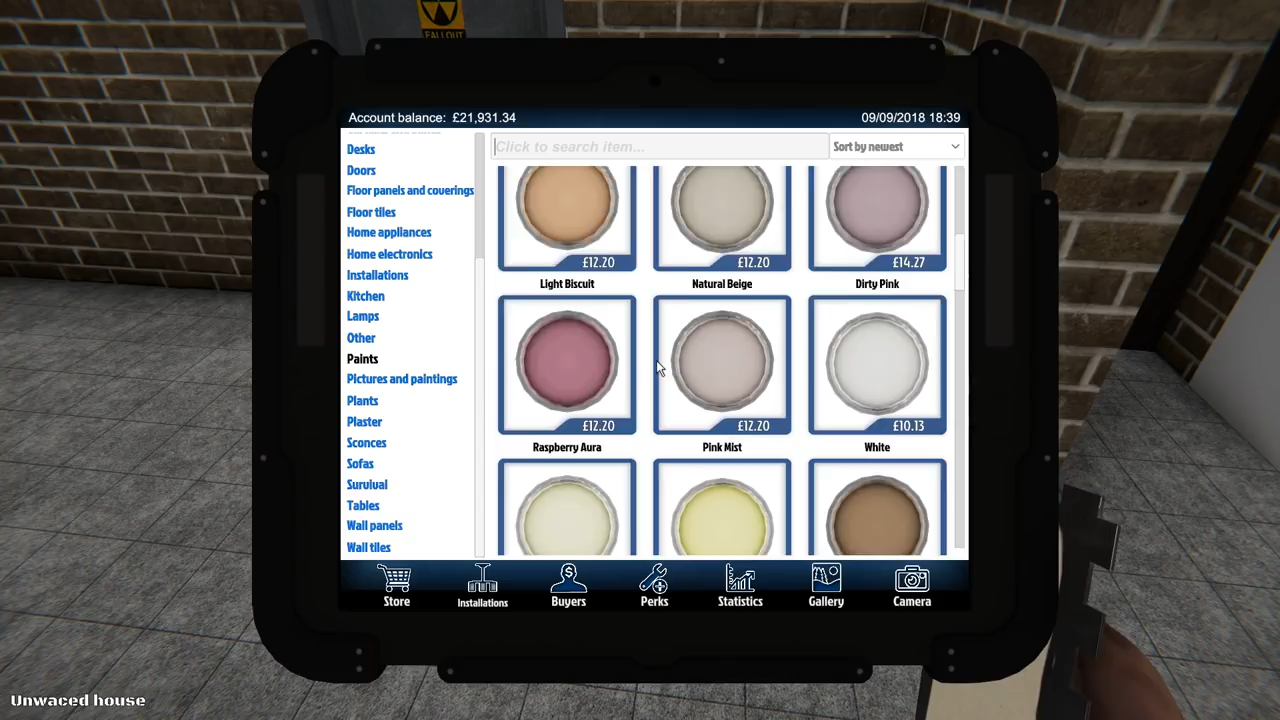 FALLOUT
Account balance: £21,931.34
09/09/2018 18:39
Click to search item...
Sort by newest
Desks
Doors
Floor panels and coverings
Floor tiles
Home appliances
Home electronics
Installations
Kitchen
Lamps
Other
Paints
Pictures and paintings
Plants
Plaster
Sconces
Sofas
Survival
Tables
Wall panels
Wall tiles
£12.20
£12.20
£14.27
Light Biscuit
Natural Beige
Dirty Pink
£12.20
£12.20
£10.13
Raspberry Aura
Pink Mist
White
Store
Installations
Buyers
Perks
Statistics
Gallery
Camera
Unwaced house